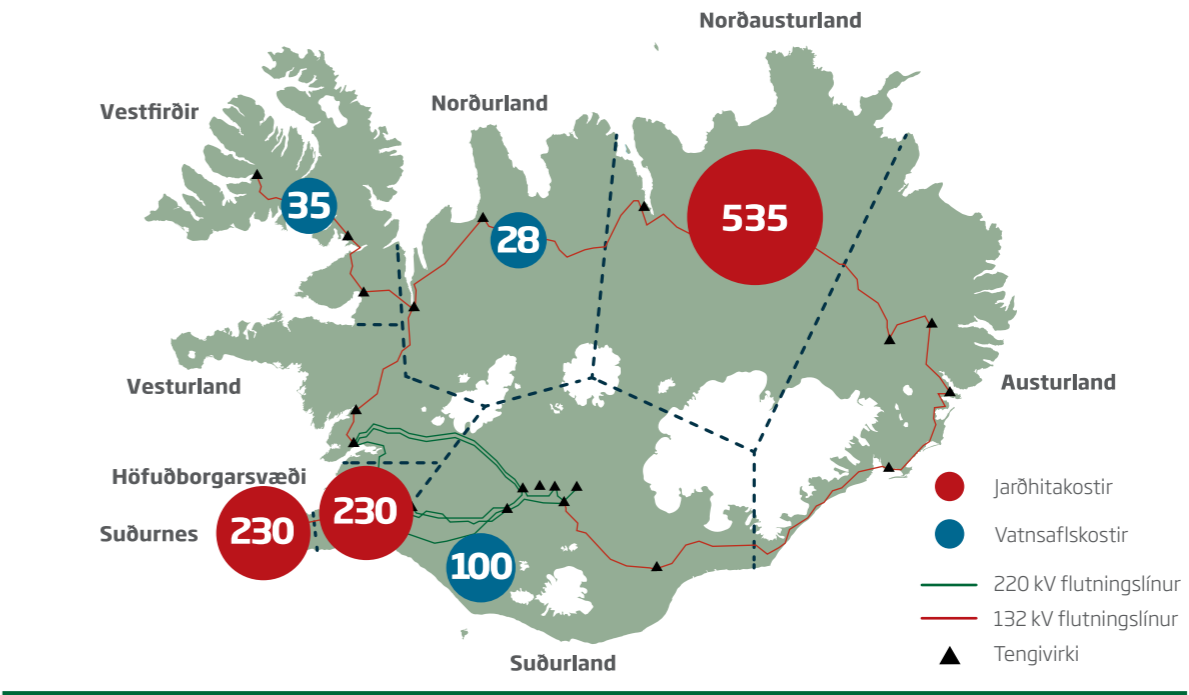 Norðausturland
Vestfirðir
Norðurland
35
28
535
Vesturland
Austurland
Höfuðborgarsvæði
Suðurnes
230
230
100
Suðurland
Jarðhitakostir
Vatnsaflskostir
220 kV flutningslínur
132 kV flutningslínur
Tengivirki